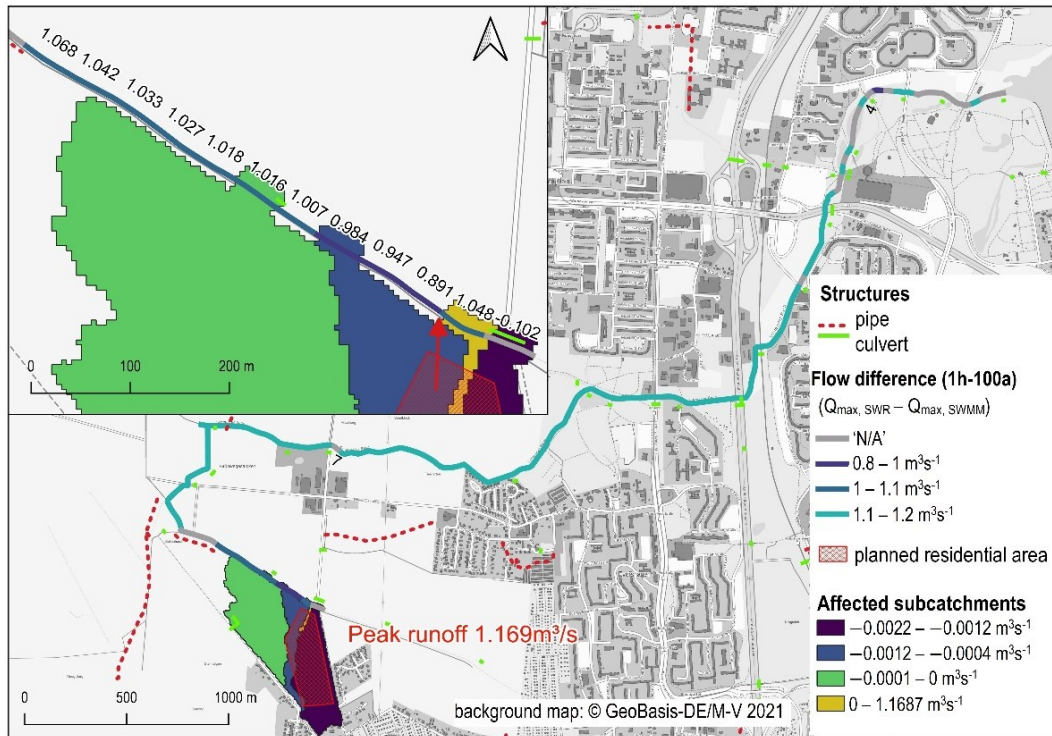 1.068
1.042
1.033
1.027
1.018
1.016
1.007
0.984
0.947
0.891
1.048
-0.102
0 100 200 m
4
7
Structures
pipe
culvert
Flow difference (1h-100a)
(Qmax, SWR – Qmax, SWMM)
'N/A'
0.8 – 1 m³s⁻¹
1 – 1.1 m³s⁻¹
1.1 – 1.2 m³s⁻¹
planned residential area
Affected subcatchments
−0.0022 – −0.0012 m³s⁻¹
−0.0012 – −0.0004 m³s⁻¹
−0.0001 – 0 m³s⁻¹
0 – 1.1687 m³s⁻¹
Peak runoff 1.169m³/s
0 500 1000 m
background map: © GeoBasis-DE/M-V 2021